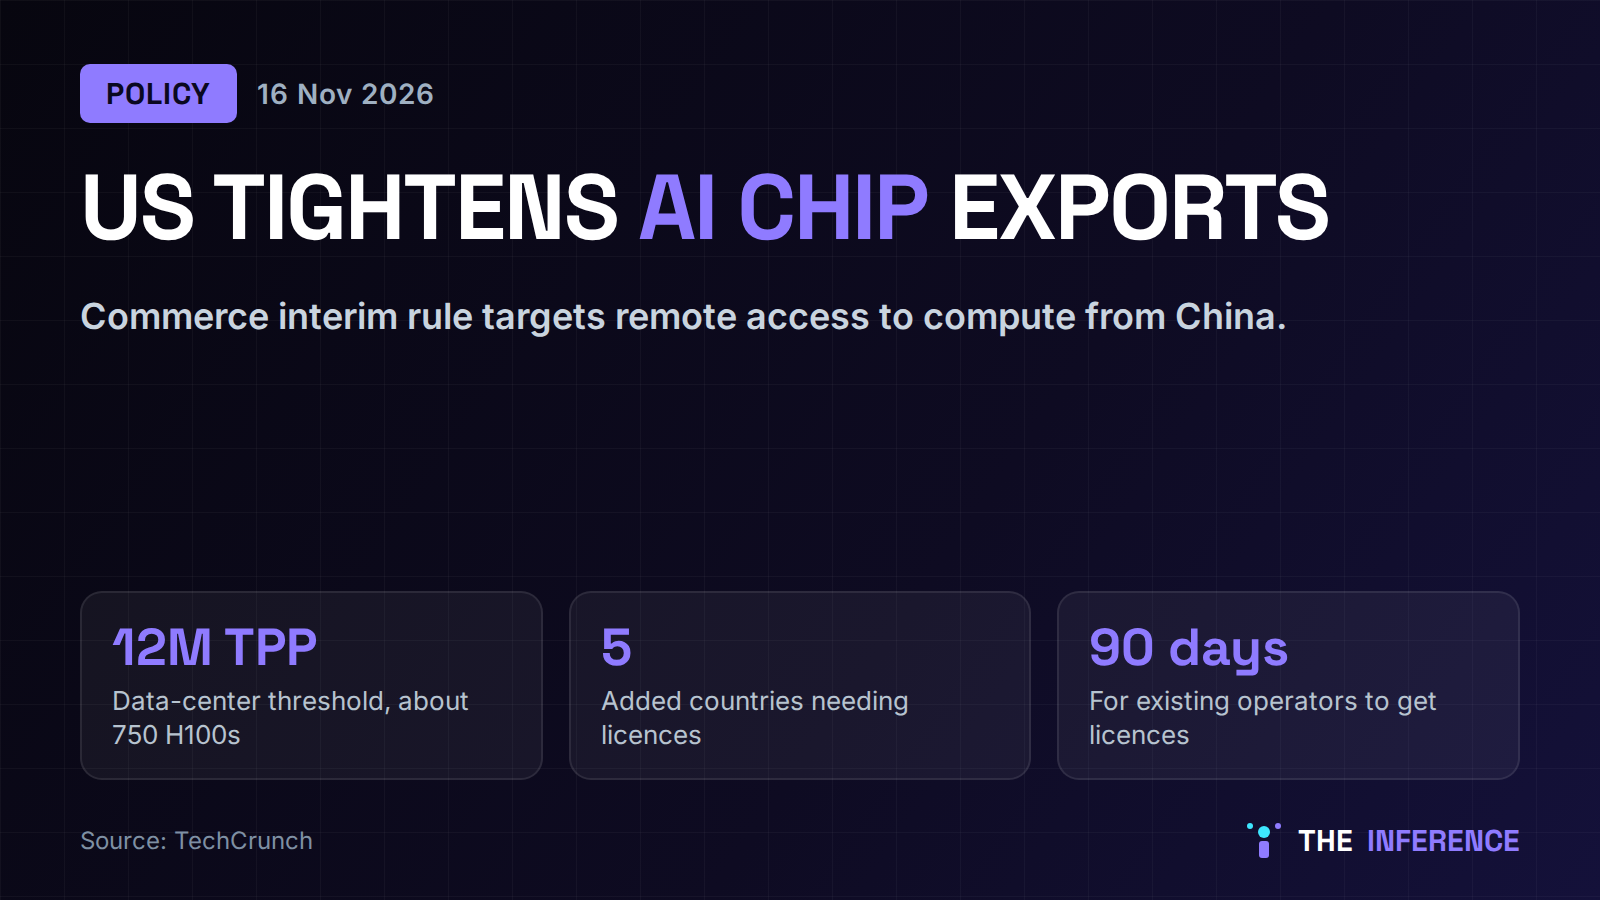 POLICY 16 Nov 2026
US TIGHTENS AI CHIP EXPORTS
Commerce interim rule targets remote access to compute from China.
12M TPP
Data-center threshold, about
750 H100s
5
Added countries needing
licences
90 days
For existing operators to get
licences
Source: TechCrunch
THE INFERENCE